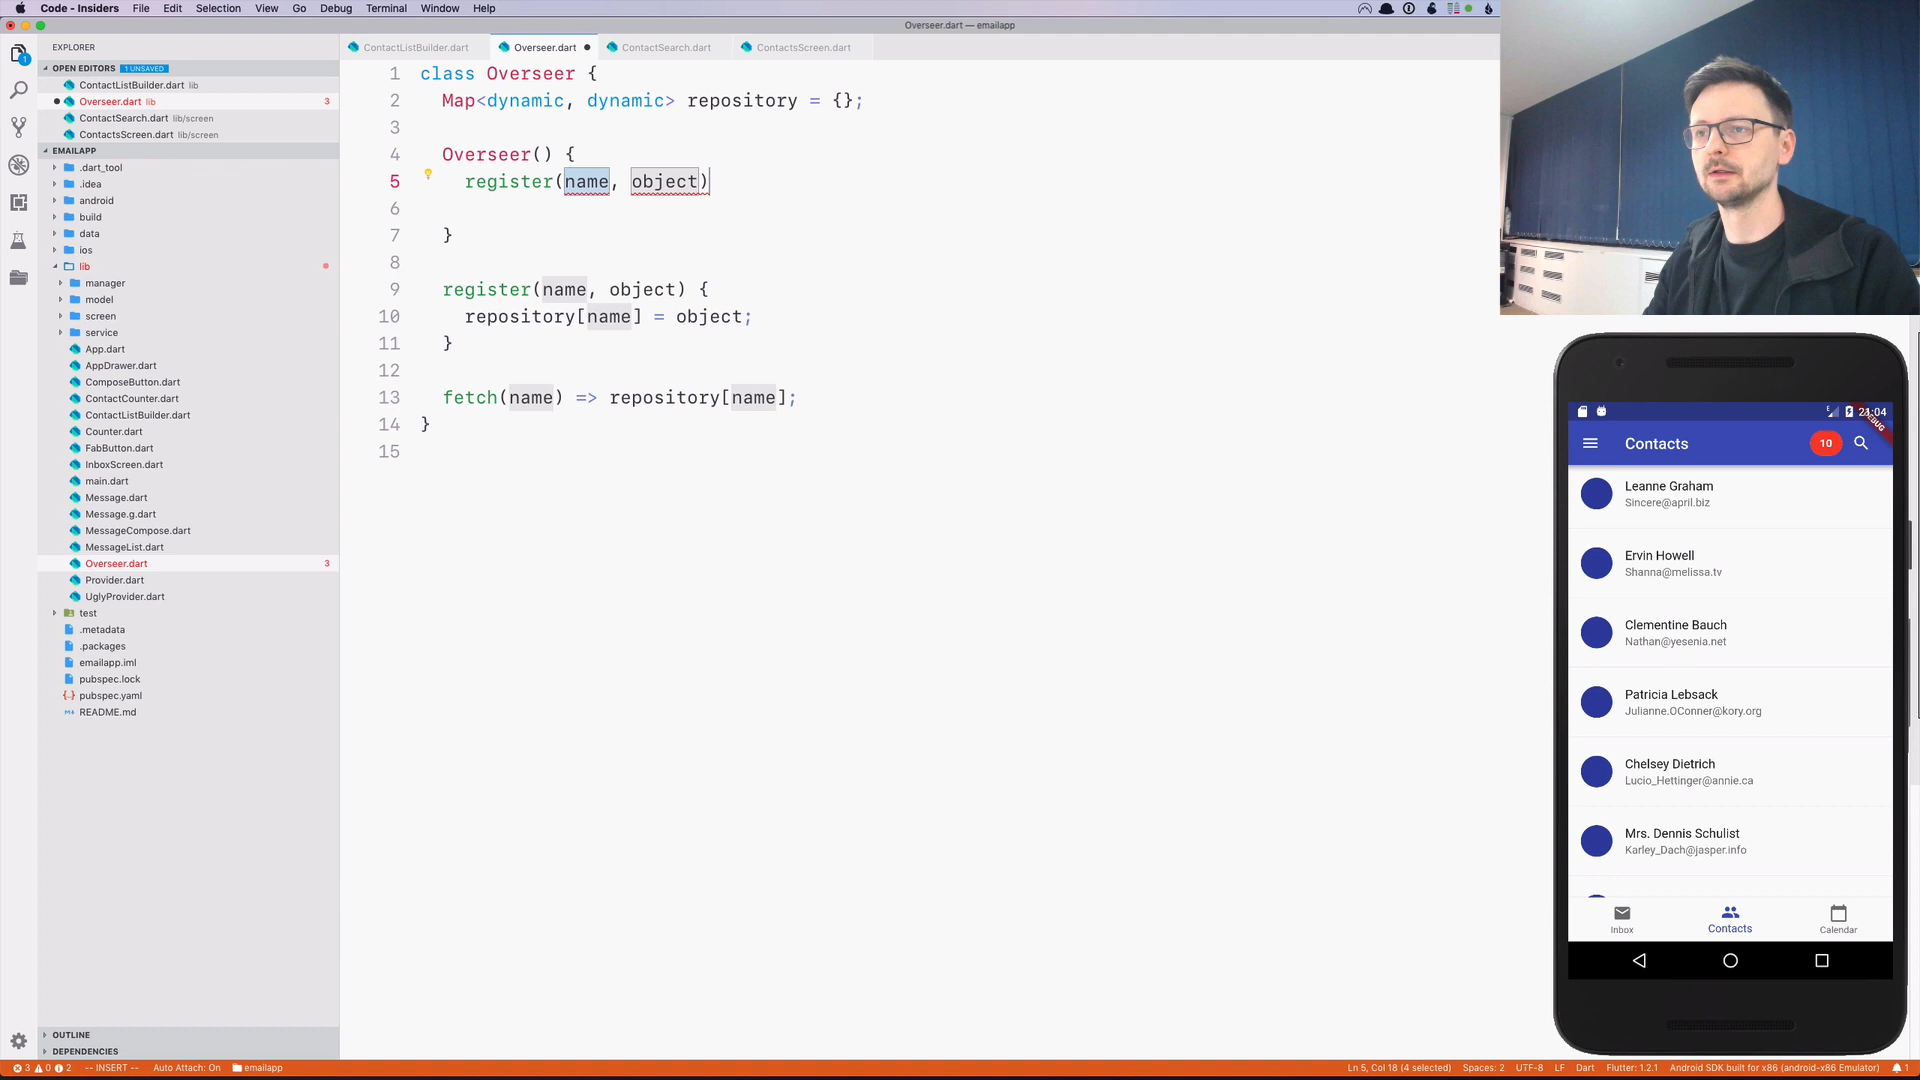 Code - Insiders File Edit Selection View Go Debug Terminal Window Help
Overseer.dart — emailapp
EXPLORER
OPEN EDITORS 1 UNSAVED
ContactListBuilder.dart lib
Overseer.dart lib 3
ContactSearch.dart lib/screen
ContactsScreen.dart lib/screen
EMAILAPP
.dart_tool
.idea
android
build
data
ios
lib
manager
model
screen
service
App.dart
AppDrawer.dart
ComposeButton.dart
ContactCounter.dart
ContactListBuilder.dart
Counter.dart
FabButton.dart
InboxScreen.dart
main.dart
Message.dart
Message.g.dart
MessageCompose.dart
MessageList.dart
Overseer.dart 3
Provider.dart
UglyProvider.dart
test
.metadata
.packages
emailapp.iml
pubspec.lock
pubspec.yaml
README.md
OUTLINE
DEPENDENCIES
1
ContactListBuilder.dart Overseer.dart ContactSearch.dart ContactsScreen.dart
1 class Overseer {
2 Map<dynamic, dynamic> repository = {};
3
4 Overseer() {
5 register(name, object)
6
7 }
8
9 register(name, object) {
10 repository[name] = object;
11 }
12
13 fetch(name) => repository[name];
14 }
15
21:04
DEBUG
Contacts 10
Leanne Graham
Sincere@april.biz
Ervin Howell
Shanna@melissa.tv
Clementine Bauch
Nathan@yesenia.net
Patricia Lebsack
Julianne.OConner@kory.org
Chelsey Dietrich
Lucio_Hettinger@annie.ca
Mrs. Dennis Schulist
Karley_Dach@jasper.info
Inbox Contacts Calendar
3 0 2 -- INSERT -- Auto Attach: On emailapp Ln 5, Col 18 (4 selected) Spaces: 2 UTF-8 LF Dart Flutter: 1.2.1 Android SDK built for x86 (android-x86 Emulator) 1